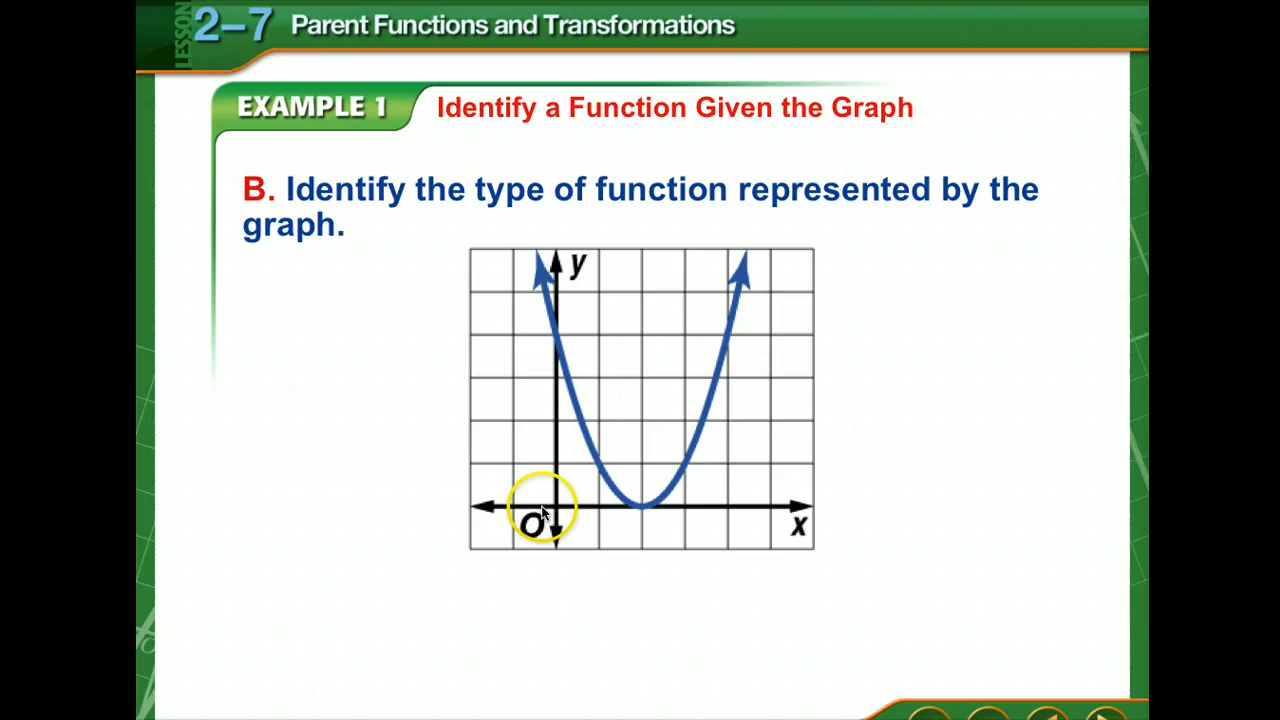 LESSON
2–7 Parent Functions and Transformations
EXAMPLE 1 Identify a Function Given the Graph
B. Identify the type of function represented by the
graph.
y
O
x